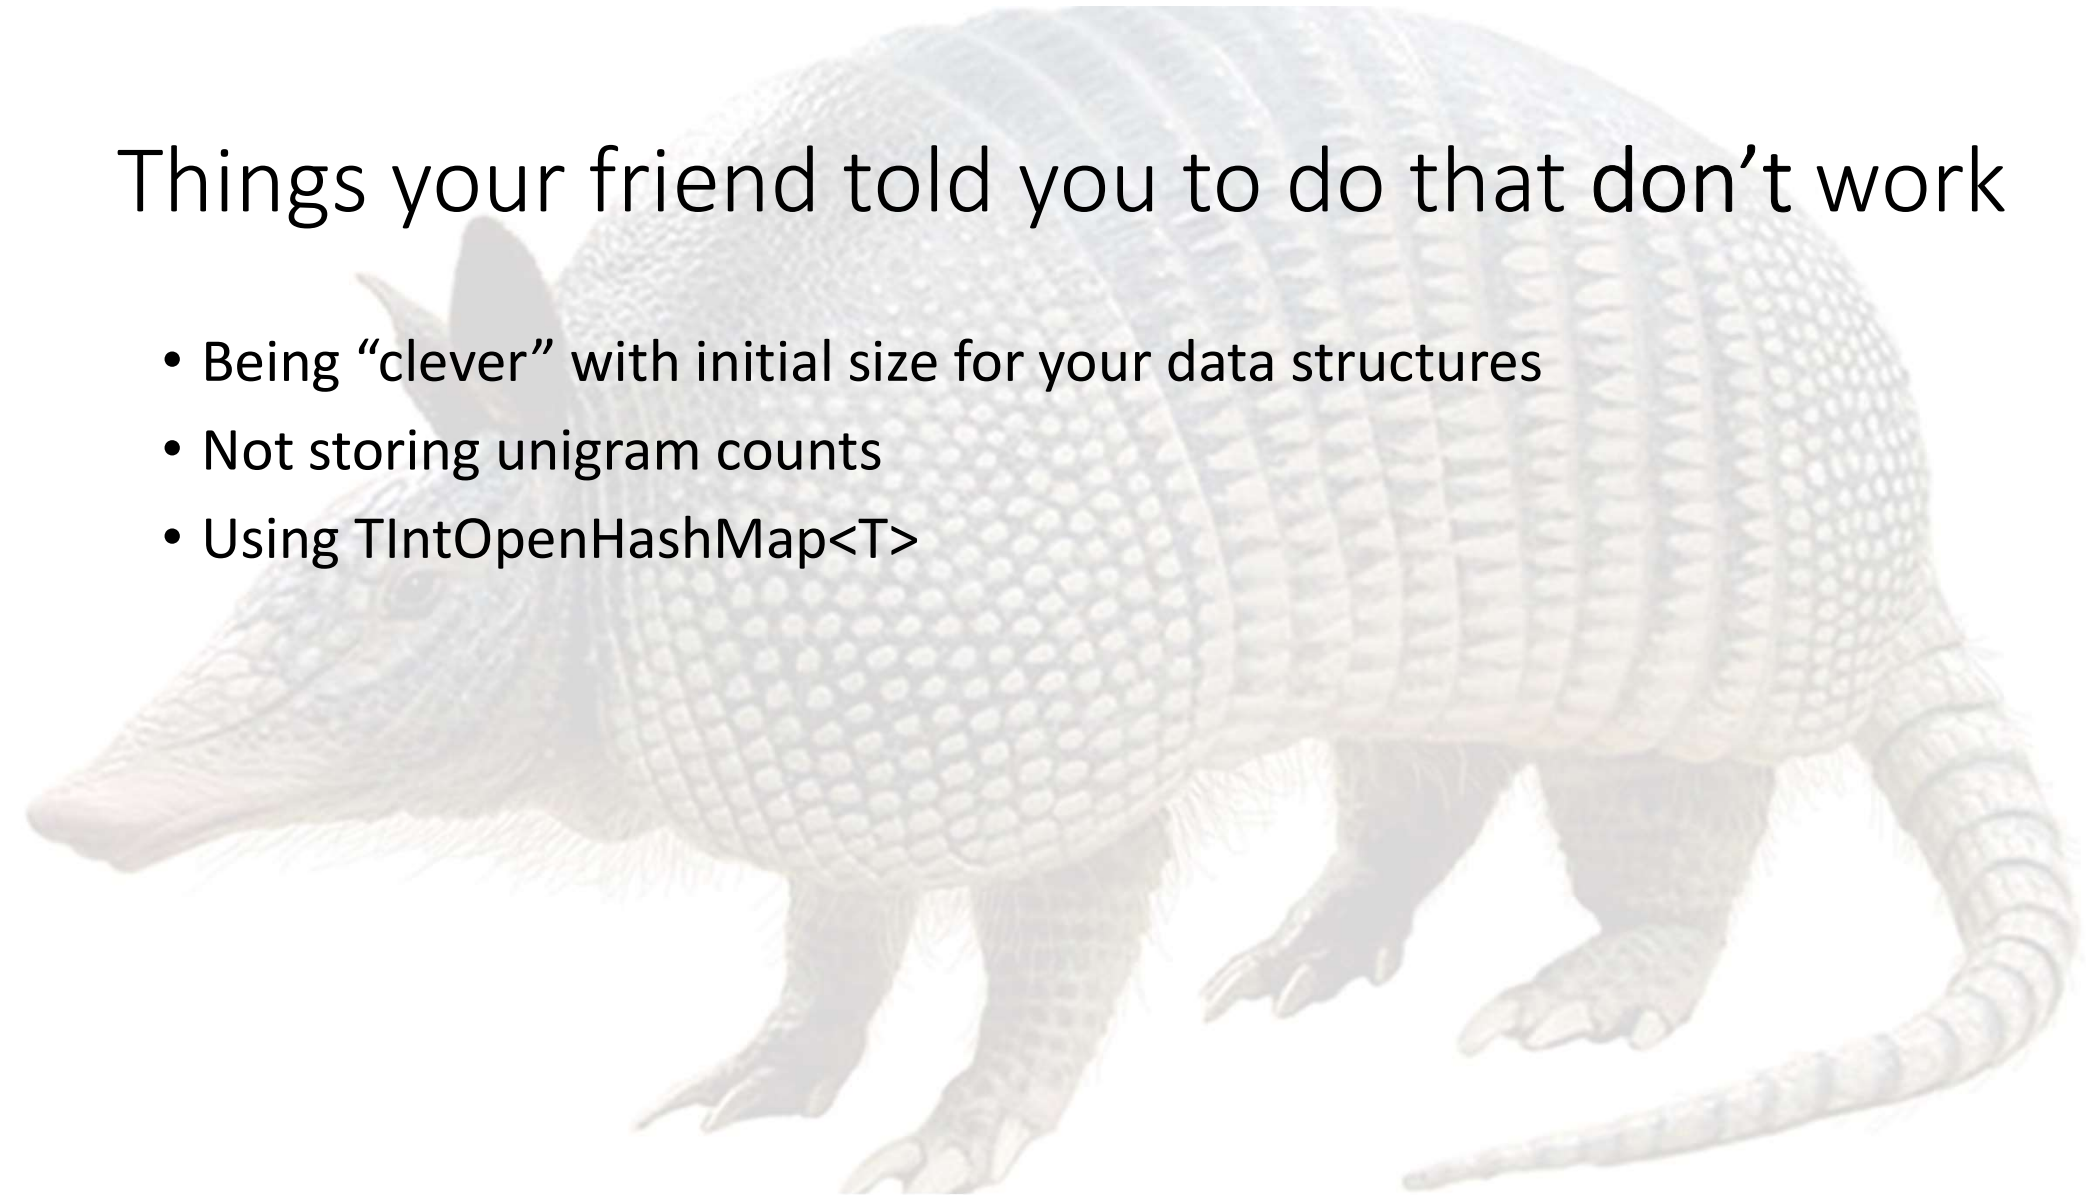 Things your friend told you to do that don’t work
• Being “clever” with initial size for your data structures
• Not storing unigram counts
• Using TIntOpenHashMap<T>